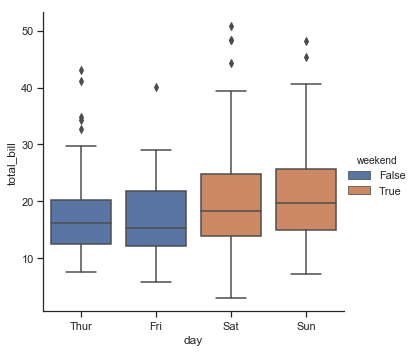 50
40
30
20
10
total_bill
Thur Fri Sat Sun
day
weekend
False
True